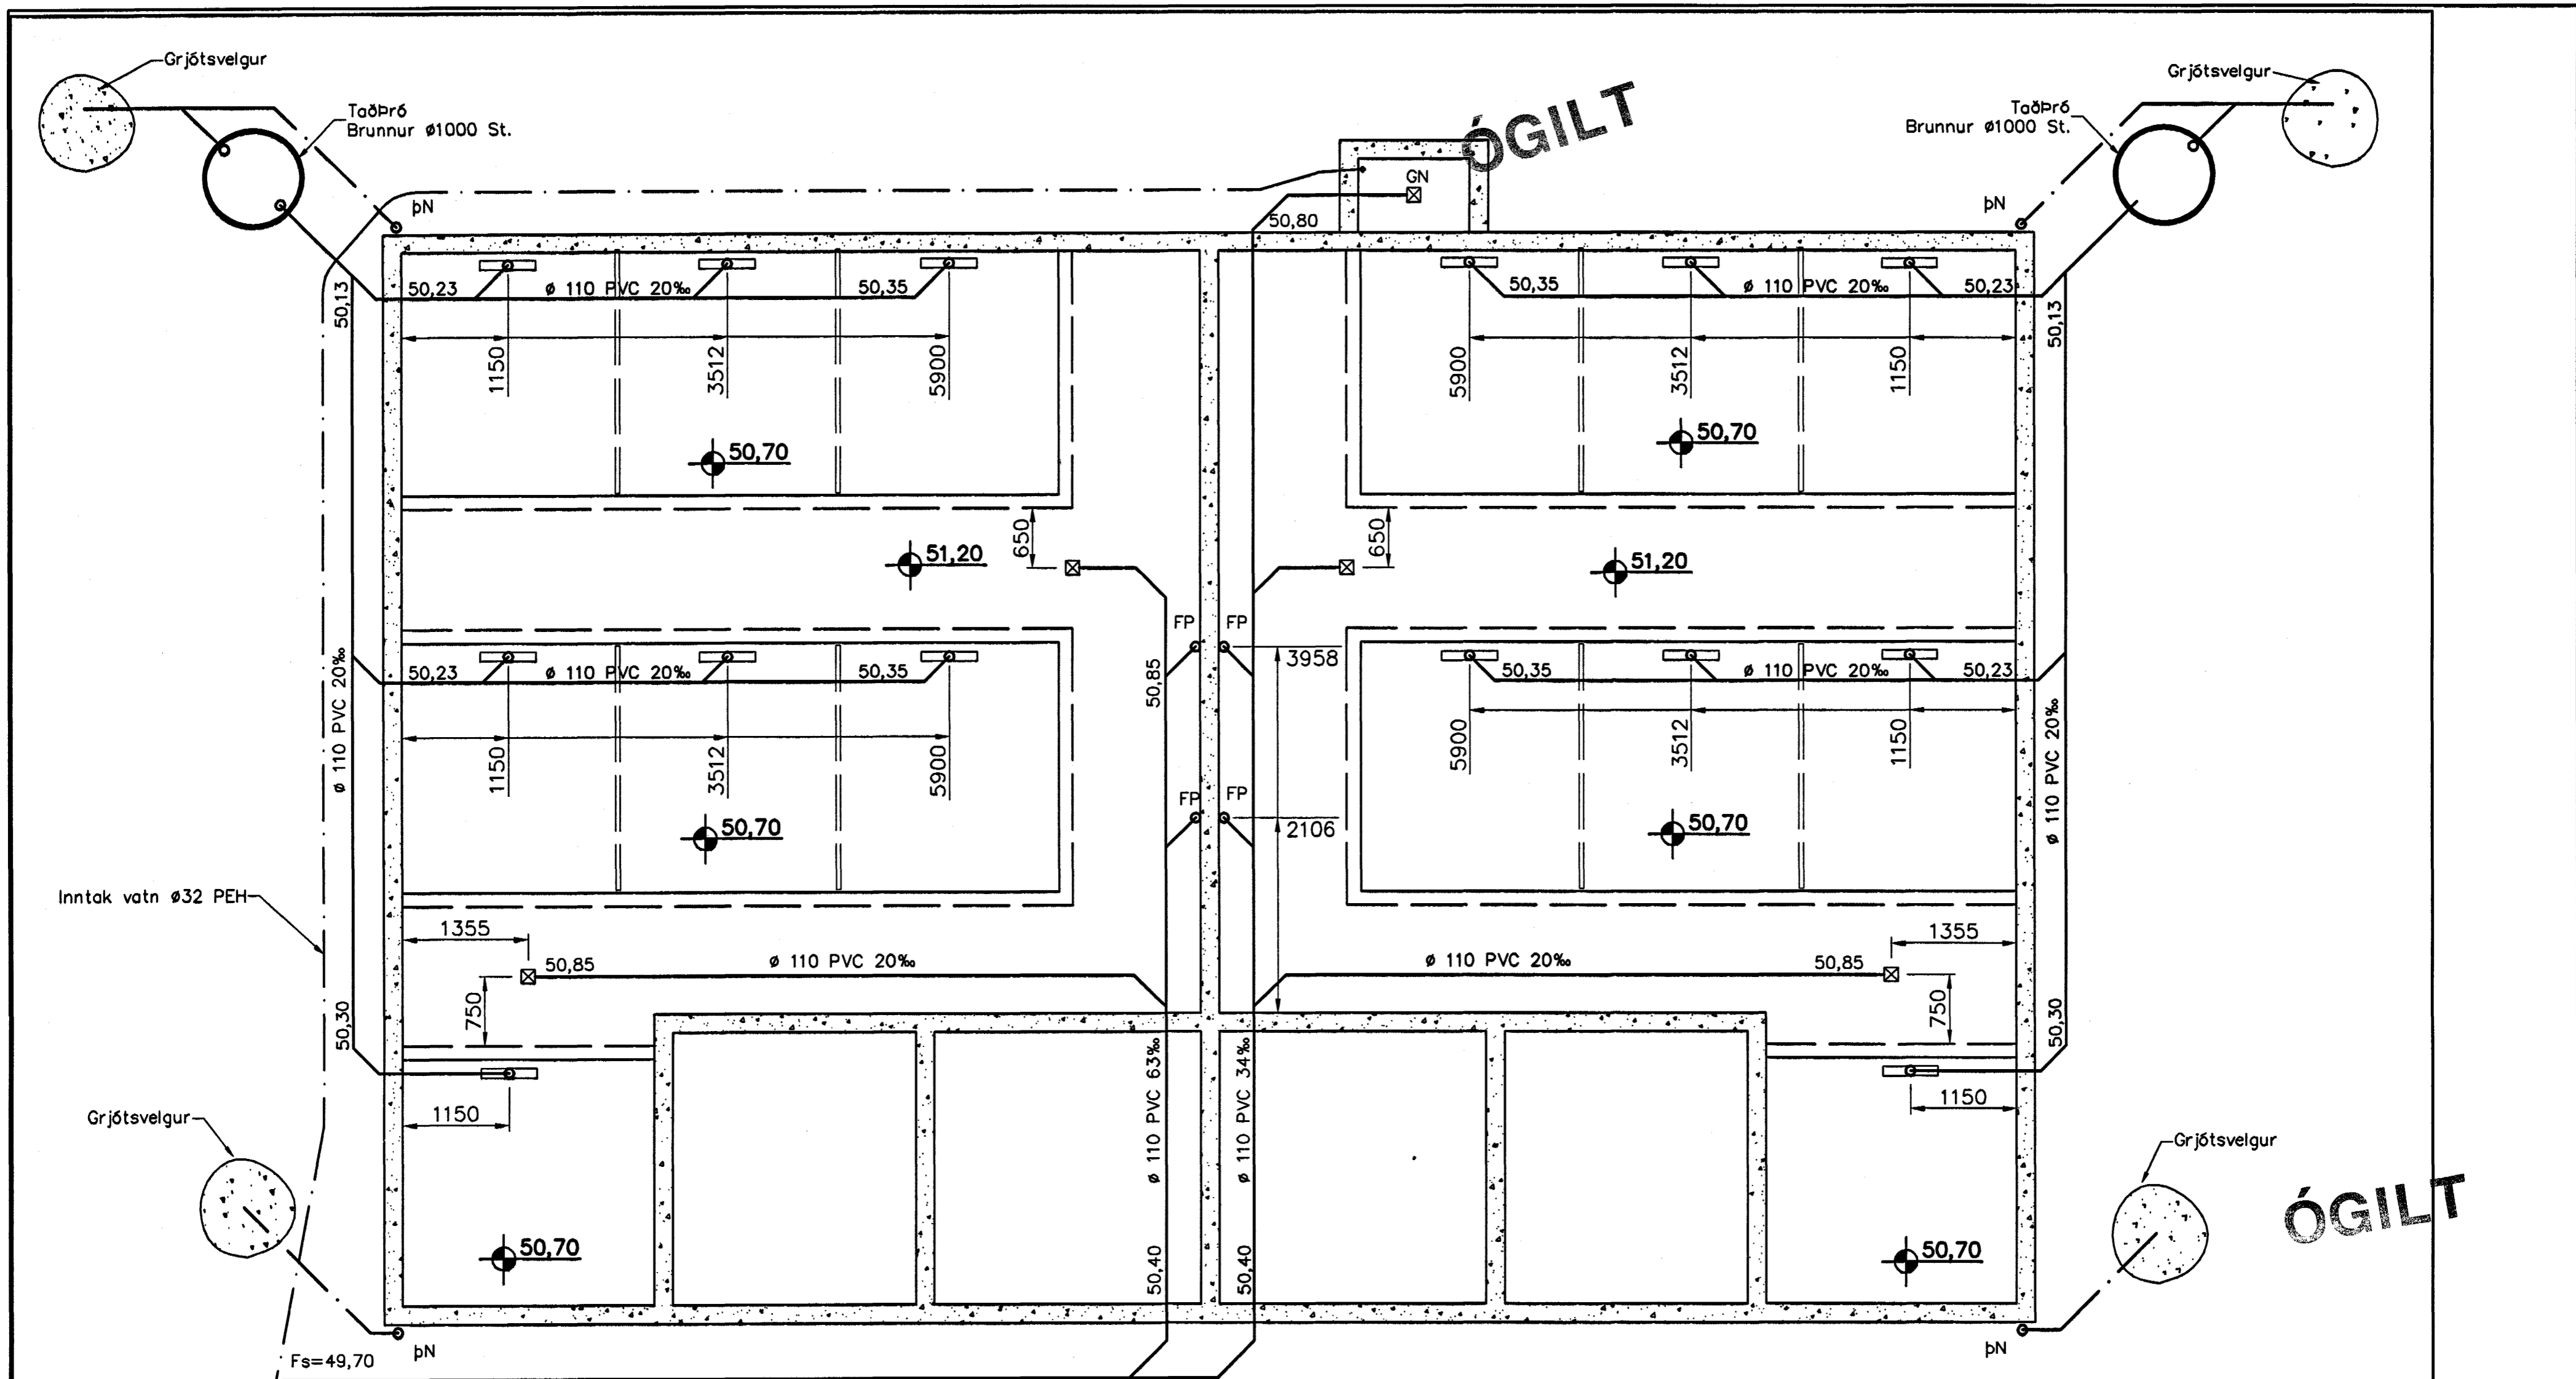 Grjótsvelgur
Grjótsvelgur
Taðþró
Brunnur ø1000 St.
Taðþró
Brunnur ø1000 St.
ÓGILT
GN
þN
þN
50,80
50,13
50,23
ø 110 PVC 20‰
50,35
50,35
ø 110 PVC 20‰
50,23
50,13
1150
3512
5900
5900
3512
1150
50,70
50,70
650
650
51,20
51,20
FP
FP
3958
ø 110 PVC 20‰
50,23
ø 110 PVC 20‰
50,35
50,85
50,35
ø 110 PVC 20‰
50,23
1150
3512
5900
5900
3512
1150
ø 110 PVC 20‰
FP
FP
2106
50,70
50,70
Inntak vatn ø32 PEH
1355
1355
50,85
ø 110 PVC 20‰
ø 110 PVC 20‰
50,85
750
750
50,30
50,30
1150
1150
ø 110 PVC 63‰
ø 110 PVC 34‰
Grjótsvelgur
Grjótsvelgur
ÓGILT
50,70
50,40
50,40
50,70
Fs=49,70
þN
þN